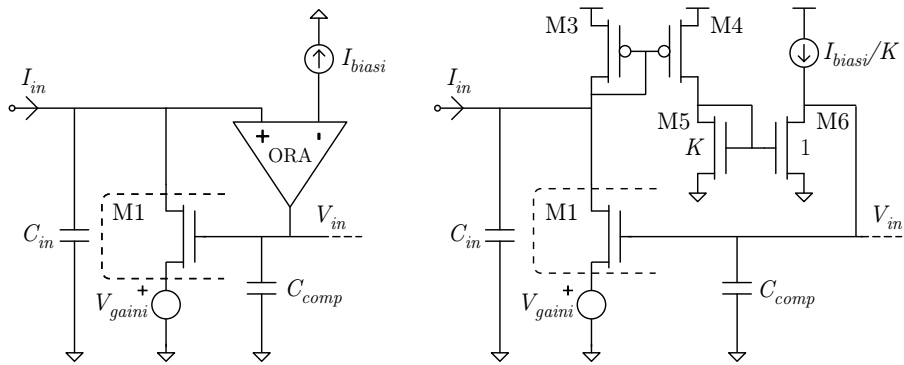 I_in
I_biasi
+
-
ORA
M1
V_in
C_in
+
V_gaini
C_comp
M3
M4
I_biasi/K
I_in
M5
M6
K
1
M1
V_in
C_in
+
V_gaini
C_comp